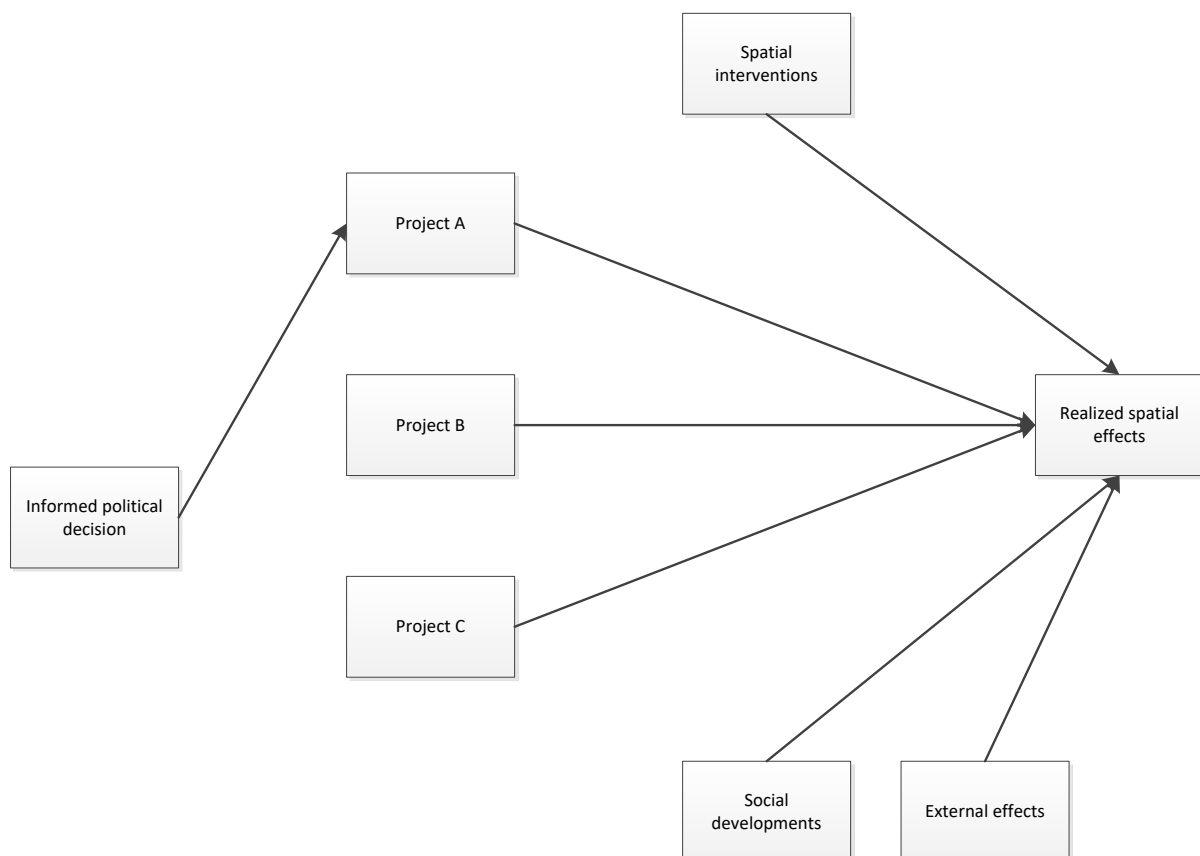 Spatial
interventions
Project A
Project B
Realized spatial
effects
Informed political
decision
Project C
Social
developments
External effects